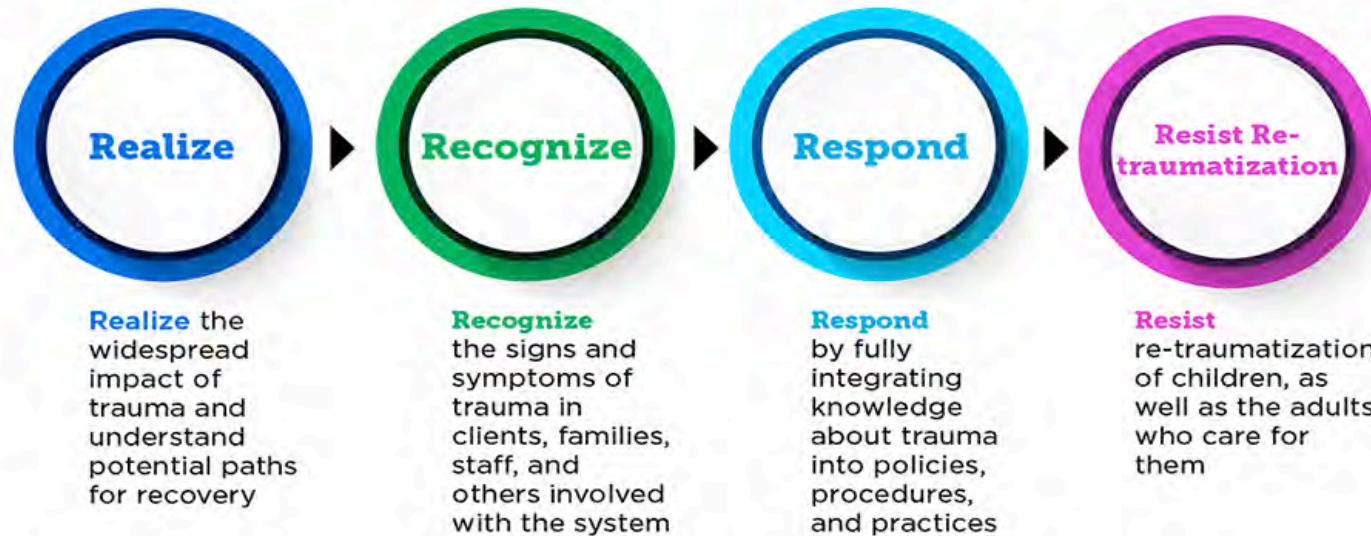 Realize
Recognize
Respond
Resist Re-
traumatization
Realize the
widespread
impact of
trauma and
understand
potential paths
for recovery
Recognize
the signs and
symptoms of
trauma in
clients, families,
staff, and
others involved
with the system
Respond
by fully
integrating
knowledge
about trauma
into policies,
procedures,
and practices
Resist
re-traumatization
of children, as
well as the adults
who care for
them